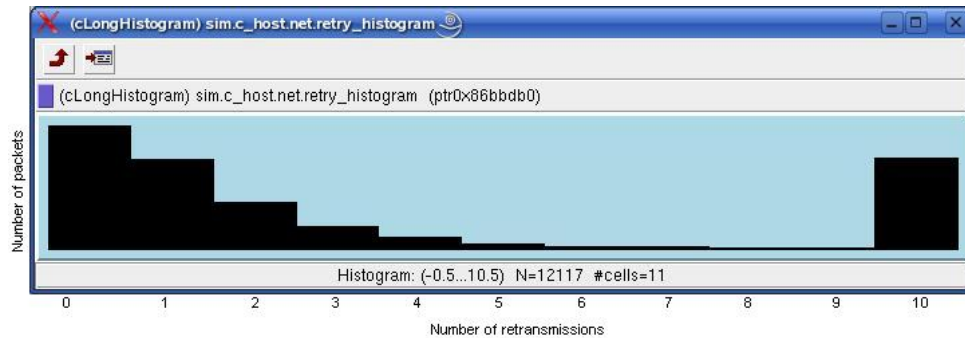 (cLongHistogram) sim.c_host.net.retry_histogram
(cLongHistogram) sim.c_host.net.retry_histogram (ptr0x86bbdb0)
Number of packets
Histogram: (-0.5...10.5) N=12117 #cells=11
0 1 2 3 4 5 6 7 8 9 10
Number of retransmissions